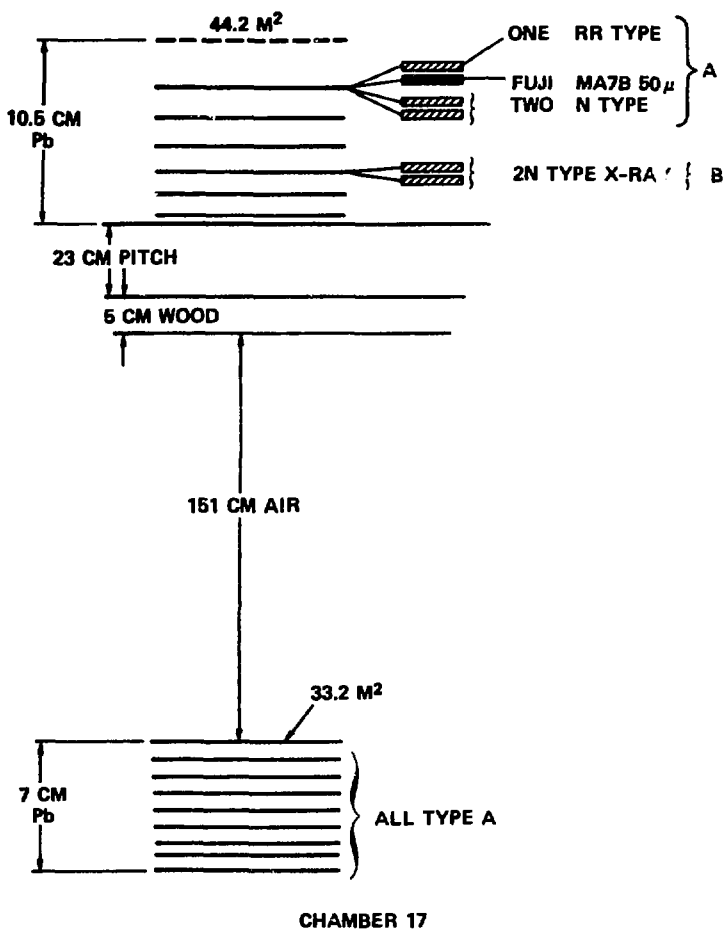 44.2 M²
ONE RR TYPE
A
FUJI MA7B 50μ
TWO N TYPE
10.5 CM
Pb
2N TYPE B
23 CM PITCH
5 CM WOOD
151 CM AIR
33.2 M²
7 CM
Pb
ALL TYPE A
CHAMBER 17